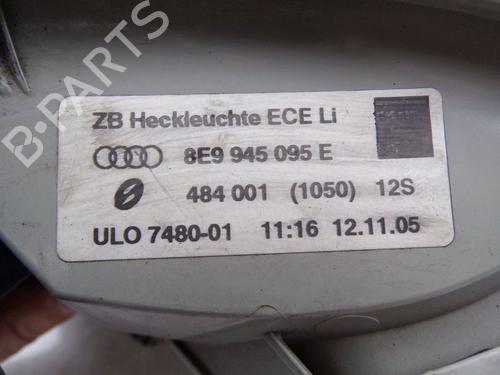 ZB Heckleuchte ECE Li
8E9 945 095 E
484 001 (1050) 12S
ULO 7480-01 11:16 12.11.05
B-PARTS